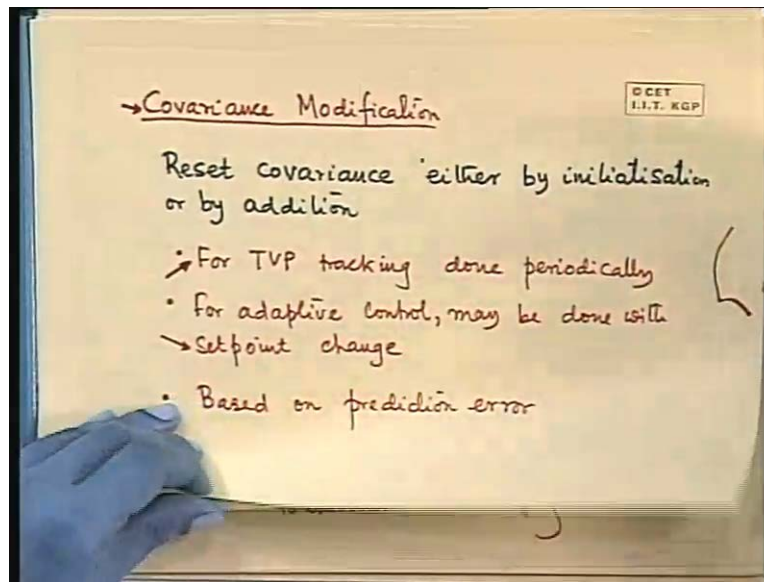 →Covariance Modification
© CET
I.I.T. KGP
Reset covariance either by initialisation
or by addition
• For TVP tracking done periodically
• For adaptive control, may be done with
→setpoint change
• Based on prediction error